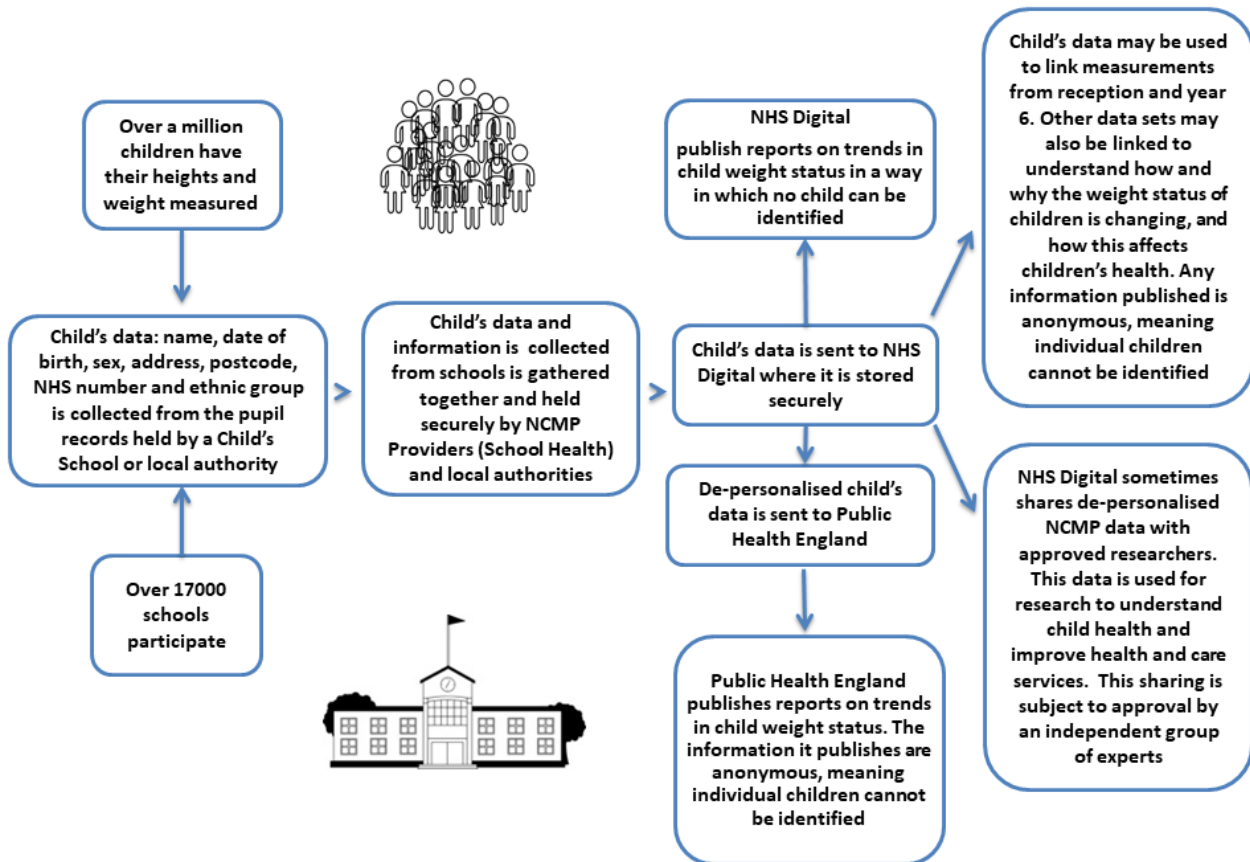 Over a million
children have
their heights and
weight measured
Child's data: name, date of
birth, sex, address, postcode,
NHS number and ethnic group
is collected from the pupil
records held by a Child's
School or local authority
Over 17000
schools
participate
Child's data and
information is  collected
from schools is gathered
together and held
securely by NCMP
Providers (School Health)
and local authorities
NHS Digital
publish reports on trends in
child weight status in a way
in which no child can be
identified
Child's data is sent to NHS
Digital where it is stored
securely
De-personalised child's
data is sent to Public
Health England
Public Health England
publishes reports on trends
in child weight status. The
information it publishes are
anonymous, meaning
individual children cannot
be identified
Child's data may be used
to link measurements
from reception and year
6. Other data sets may
also be linked to
understand how and
why the weight status of
children is changing, and
how this affects
children's health. Any
information published is
anonymous, meaning
individual children
cannot be identified
NHS Digital sometimes
shares de-personalised
NCMP data with
approved researchers.
This data is used for
research to understand
child health and
improve health and care
services.  This sharing is
subject to approval by
an independent group
of experts